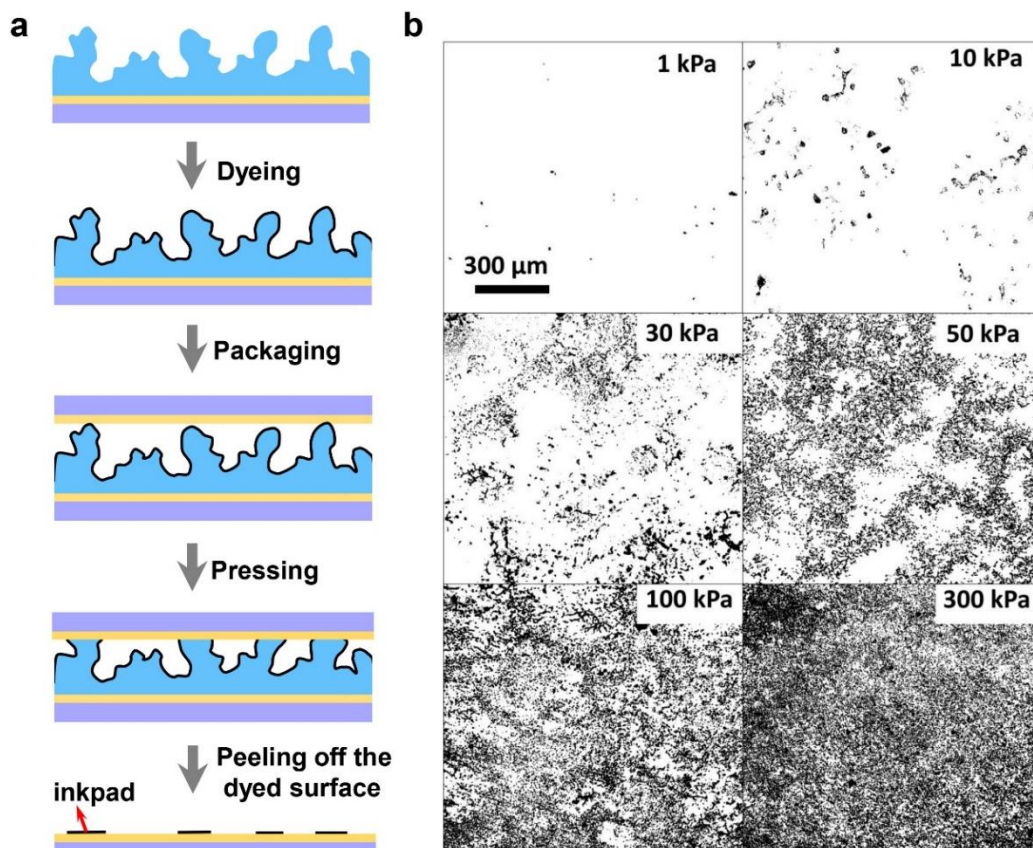 a
Dyeing
Packaging
Pressing
Peeling off the
dyed surface
inkpad
b
1 kPa
10 kPa
300 μm
30 kPa
50 kPa
100 kPa
300 kPa